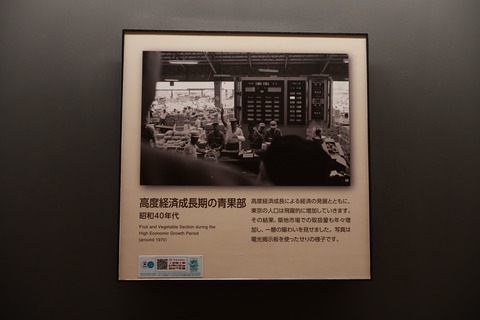 高度経済成長期の青果部
昭和40年代
Fruit and Vegetable Section during the
High Economic Growth Period
(around 1970)
高度経済成長による経済の発展とともに、
東京の人口は飛躍的に増加していきます。
その結果、築地市場での取扱量も年々増
加し、一層の賑わいを見せました。写真は
電光掲示板を使ったせりの様子です。